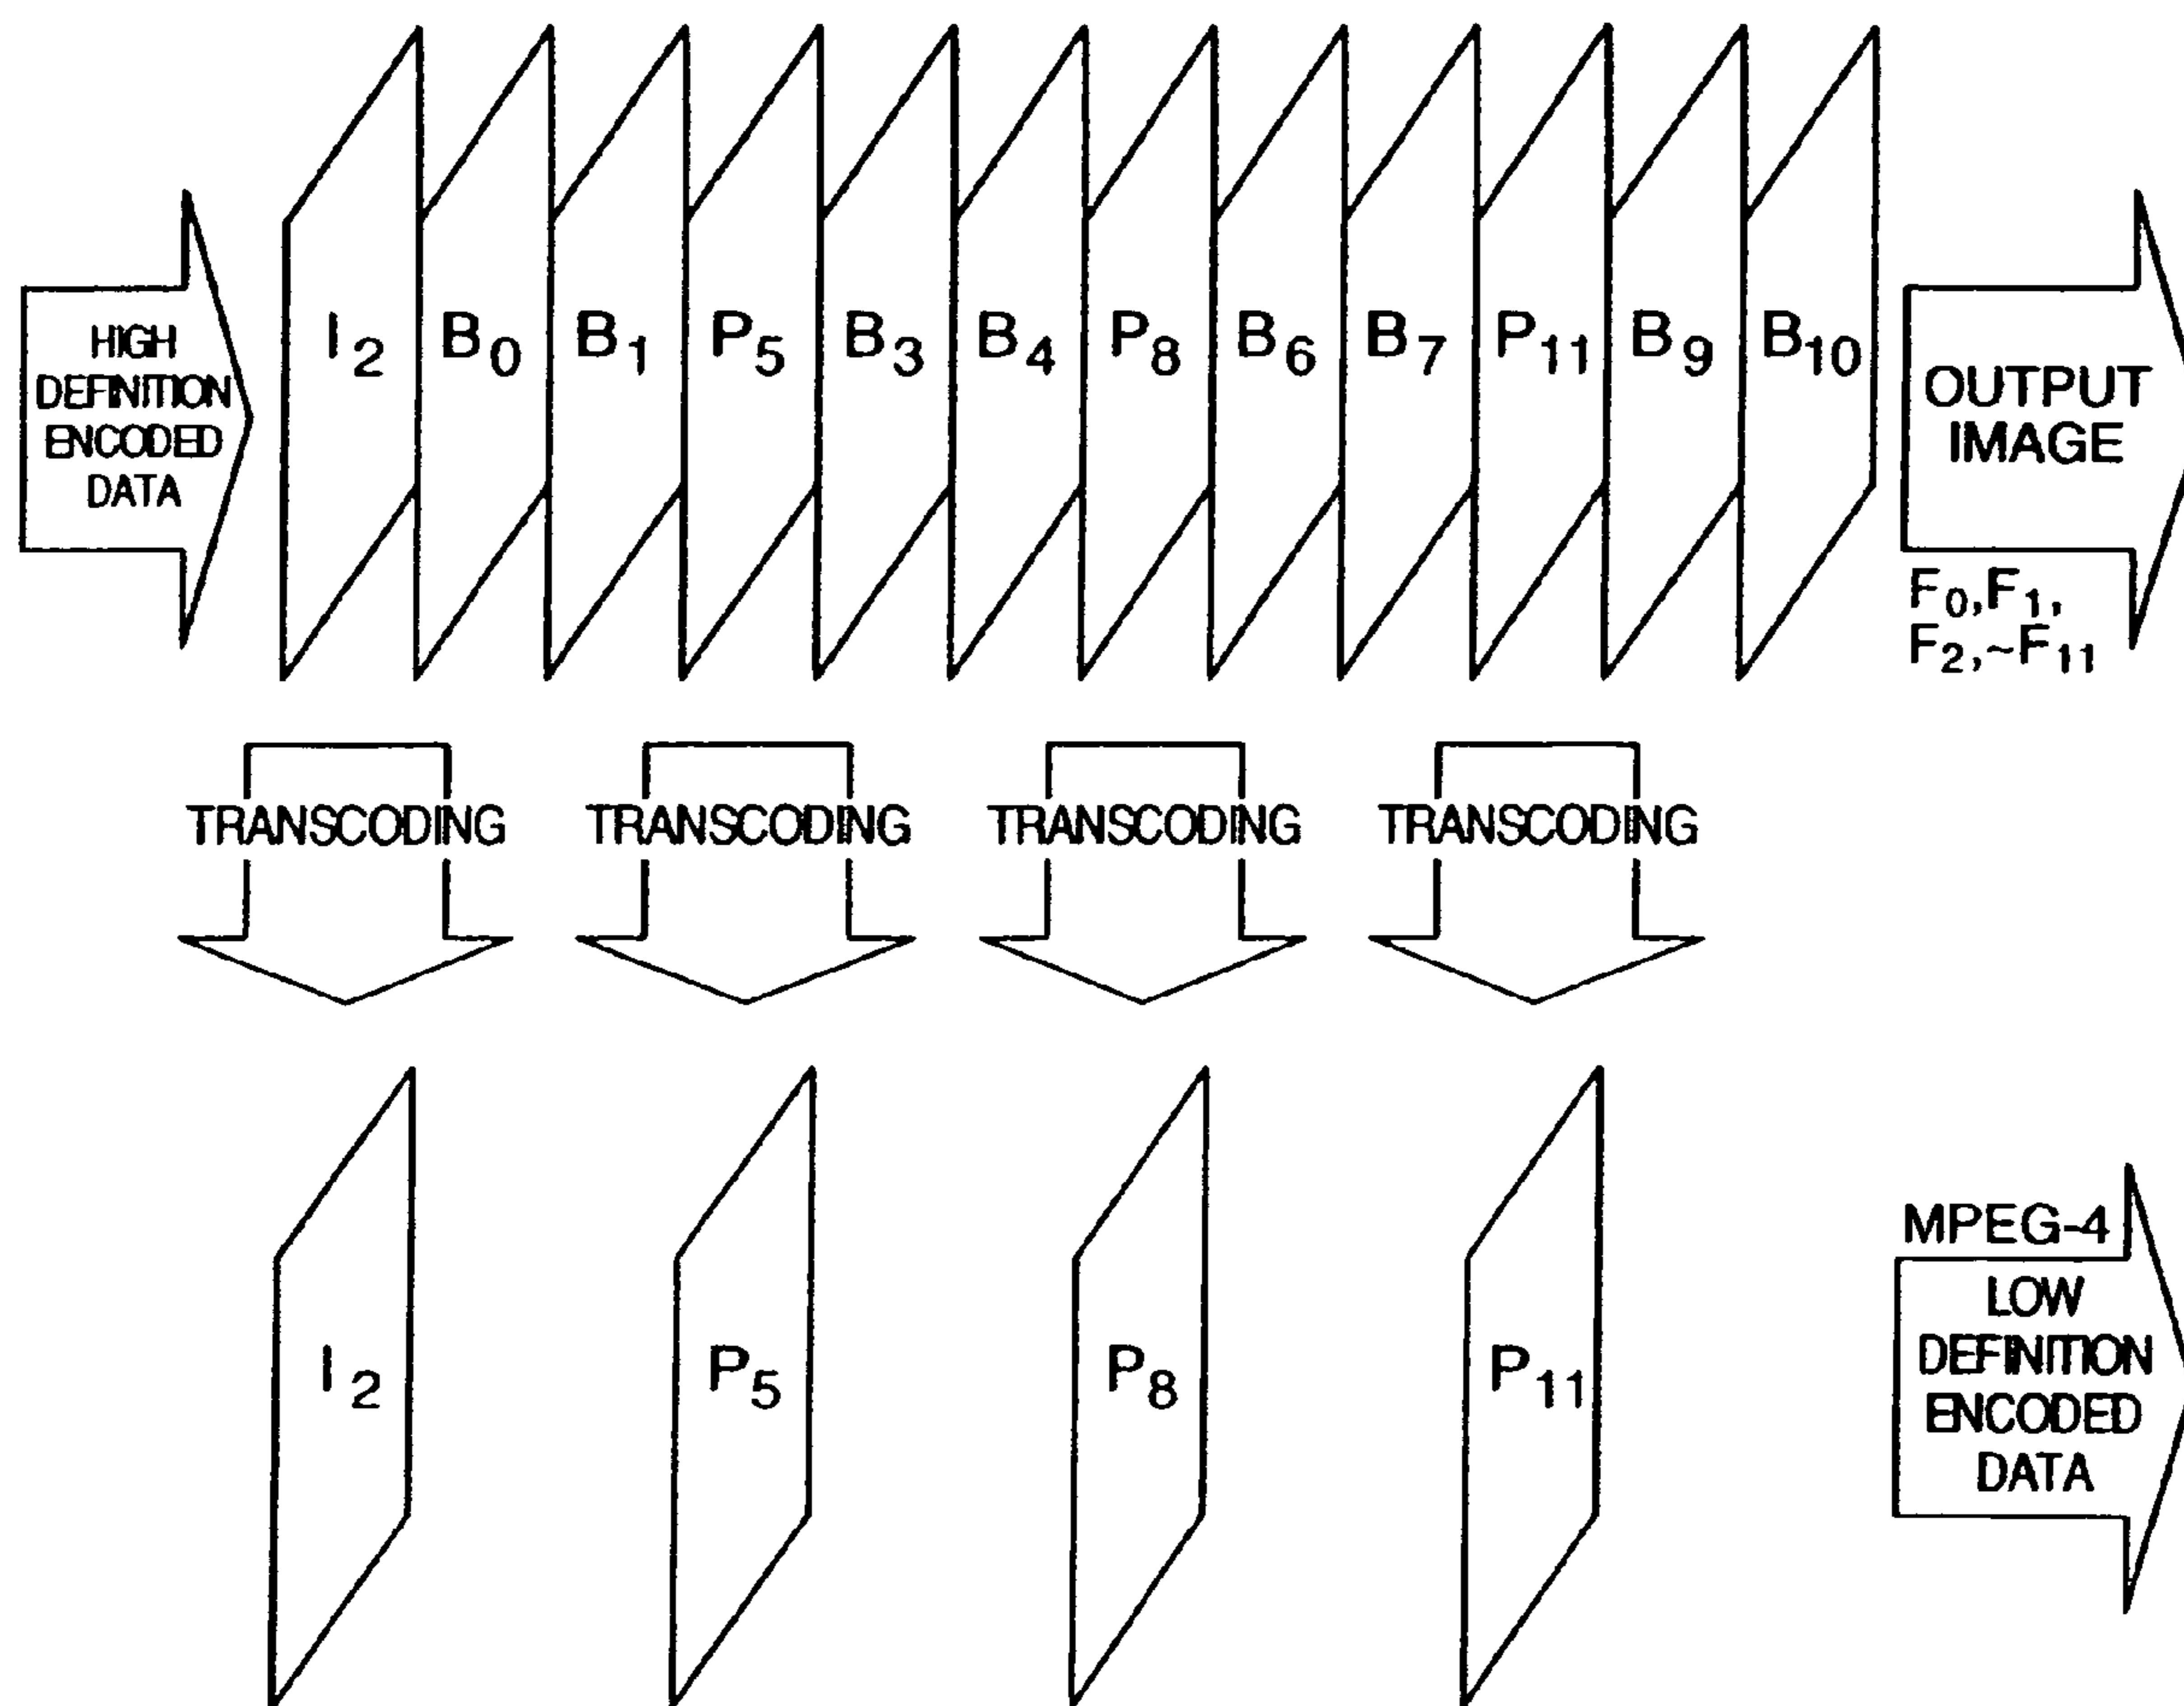 HIGH
DEFINITION
ENCODED
DATA
I2 B0 B1 P5 B3 B4 P8 B6 B7 P11 B9 B10
OUTPUT
IMAGE
F0,F1,
F2,~F11
TRANSCODING TRANSCODING TRANSCODING TRANSCODING
I2 P5 P8 P11
MPEG-4
LOW
DEFINITION
ENCODED
DATA